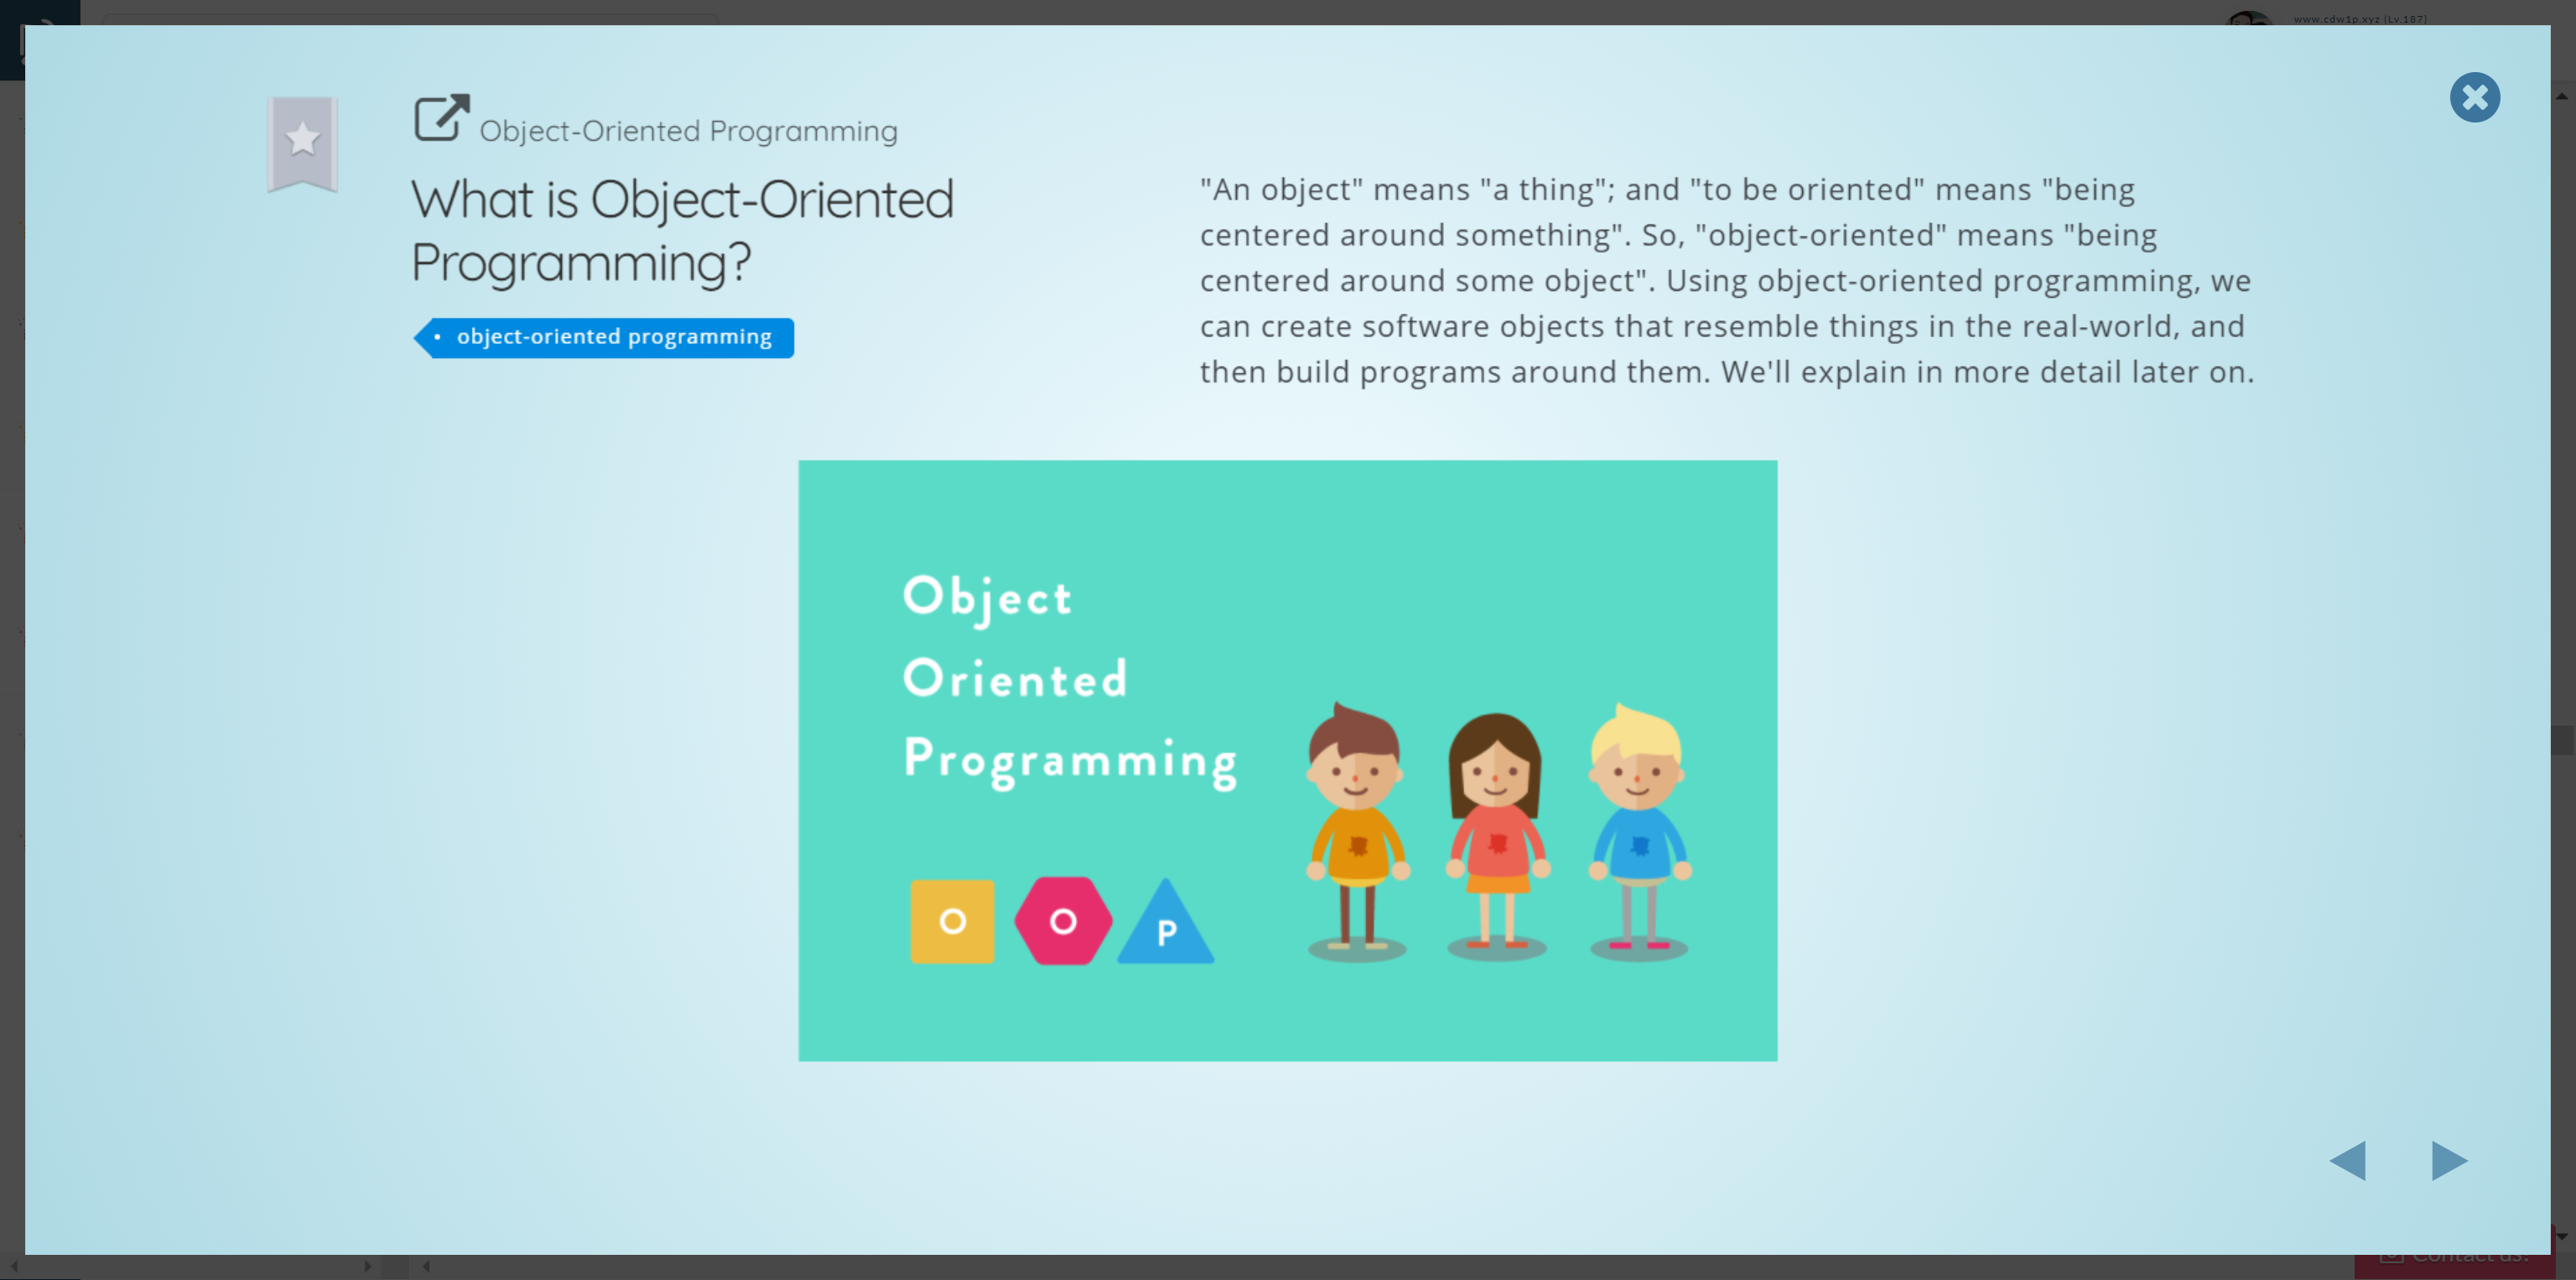 www.cdw1p.xyz (Lv.187)
Object-Oriented Programming
What is Object-Oriented
Programming?
• object-oriented programming
"An object" means "a thing"; and "to be oriented" means "being
centered around something". So, "object-oriented" means "being
centered around some object". Using object-oriented programming, we
can create software objects that resemble things in the real-world, and
then build programs around them. We'll explain in more detail later on.
Object
Oriented
Programming
O O P
Contact us!